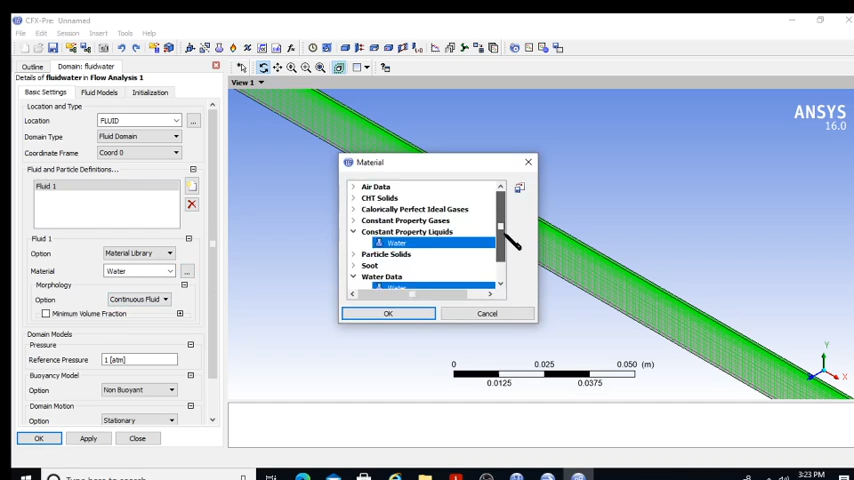 CFX-Pre: Unnamed
File Edit Session Insert Tools Help
Outline Domain: fluidwater
Details of fluidwater in Flow Analysis 1
Basic Settings Fluid Models Initialization
Location and Type
Location FLUID
Domain Type Fluid Domain
Coordinate Frame Coord 0
Fluid and Particle Definitions...
Fluid 1
Fluid 1
Option Material Library
Material Water
Morphology
Option Continuous Fluid
Minimum Volume Fraction
Domain Models
Pressure
Reference Pressure 1 [atm]
Buoyancy Model
Option Non Buoyant
Domain Motion
Option Stationary
OK Apply Close
View 1
ANSYS
16.0
Material
Air Data
CHT Solids
Calorically Perfect Ideal Gases
Constant Property Gases
Constant Property Liquids
Water
Particle Solids
Soot
Water Data
Water
OK Cancel
0 0.025 0.050 (m)
0.0125 0.0375
Y
X
Type here to search
3:23 PM